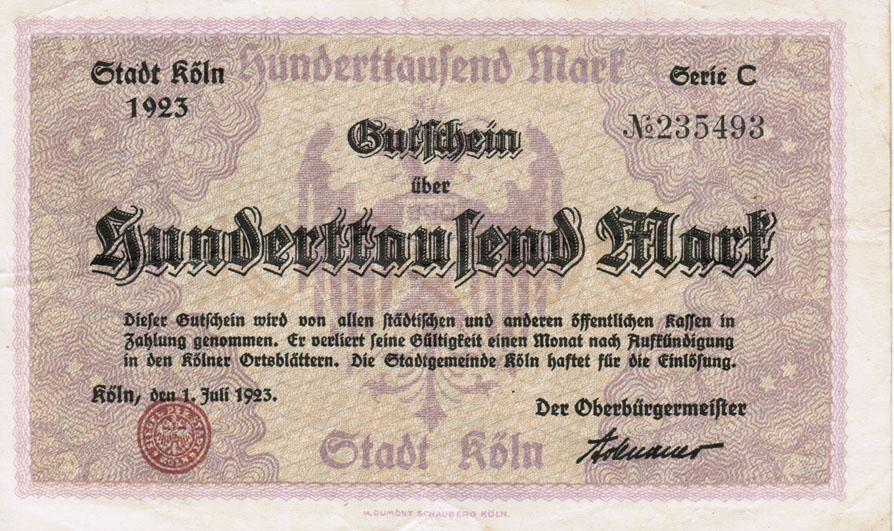 Hunderttausend Mark
Stadt Köln
1923
Serie C
№235493
Gutschein
über
Hunderttausend Mark
Dieser Gutschein wird von allen städtischen und anderen öffentlichen Kassen in
Zahlung genommen. Er verliert seine Gültigkeit einen Monat nach Aufkündigung
in den Kölner Ortsblättern. Die Stadtgemeinde Köln haftet für die Einlösung.
Köln, den 1. Juli 1923.
Der Oberbürgermeister
Adenauer
Stadt Köln
M. DUMONT SCHAUBERG KÖLN.